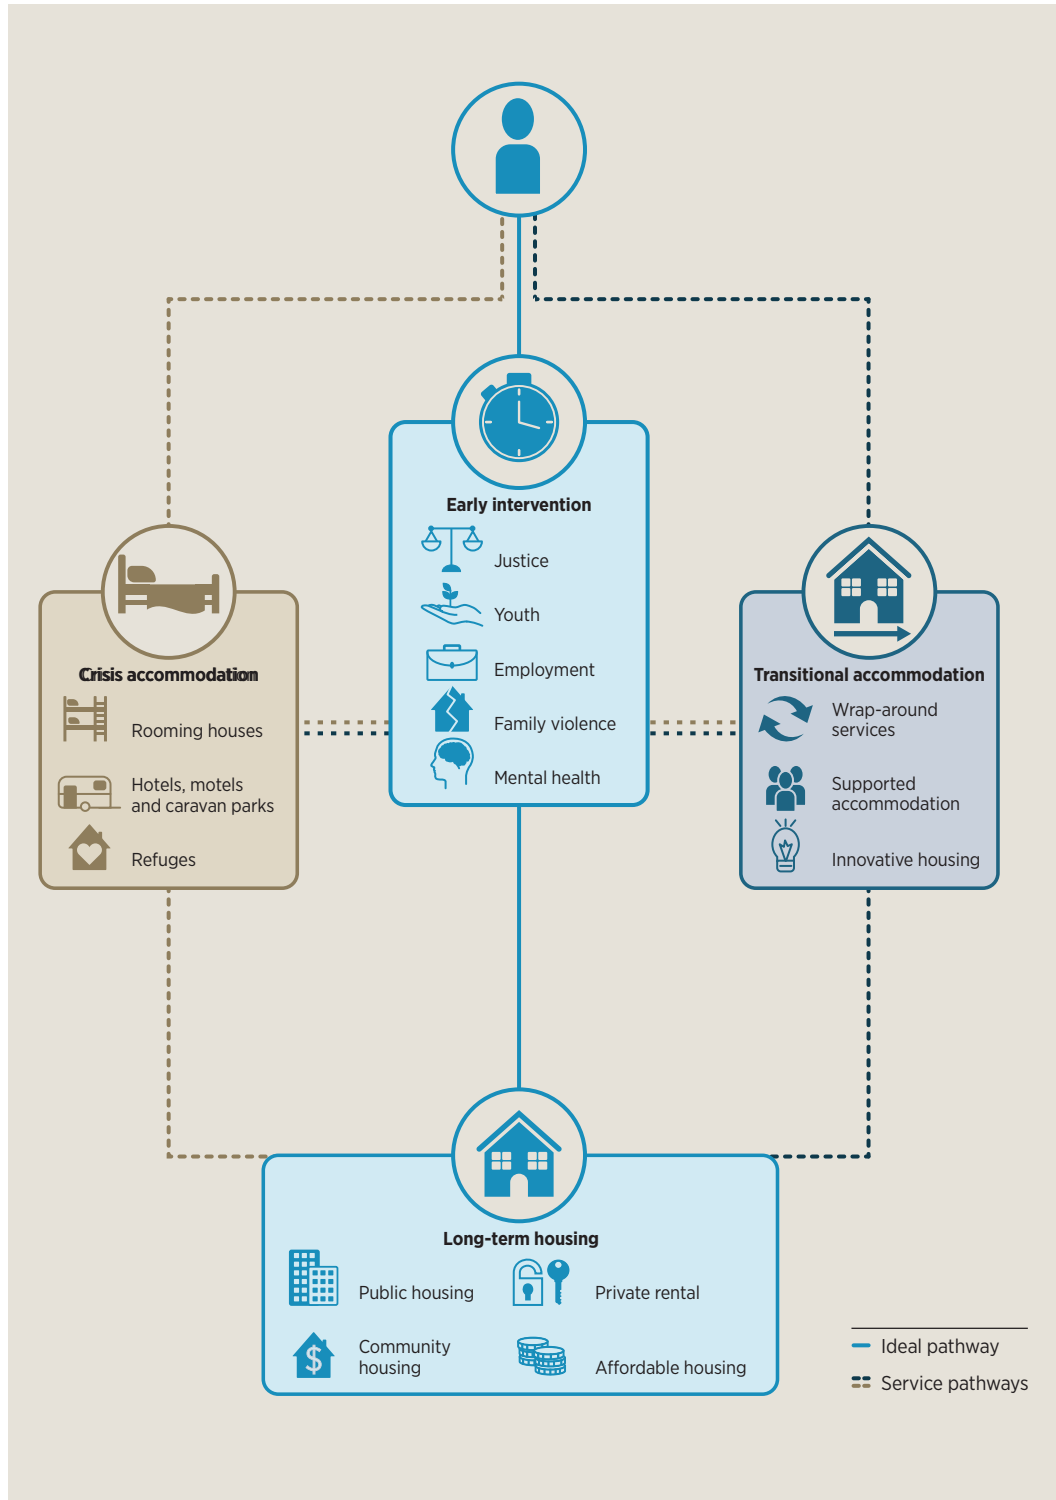 Early intervention
Justice
Youth
Employment
Family violence
Mental health
Crisis accommodation
Rooming houses
Hotels, motels
and caravan parks
Refuges
Transitional accommodation
Wrap-around
services
Supported
accommodation
Innovative housing
Long-term housing
Public housing
Private rental
Community
housing
$
Affordable housing
Ideal pathway
Service pathways